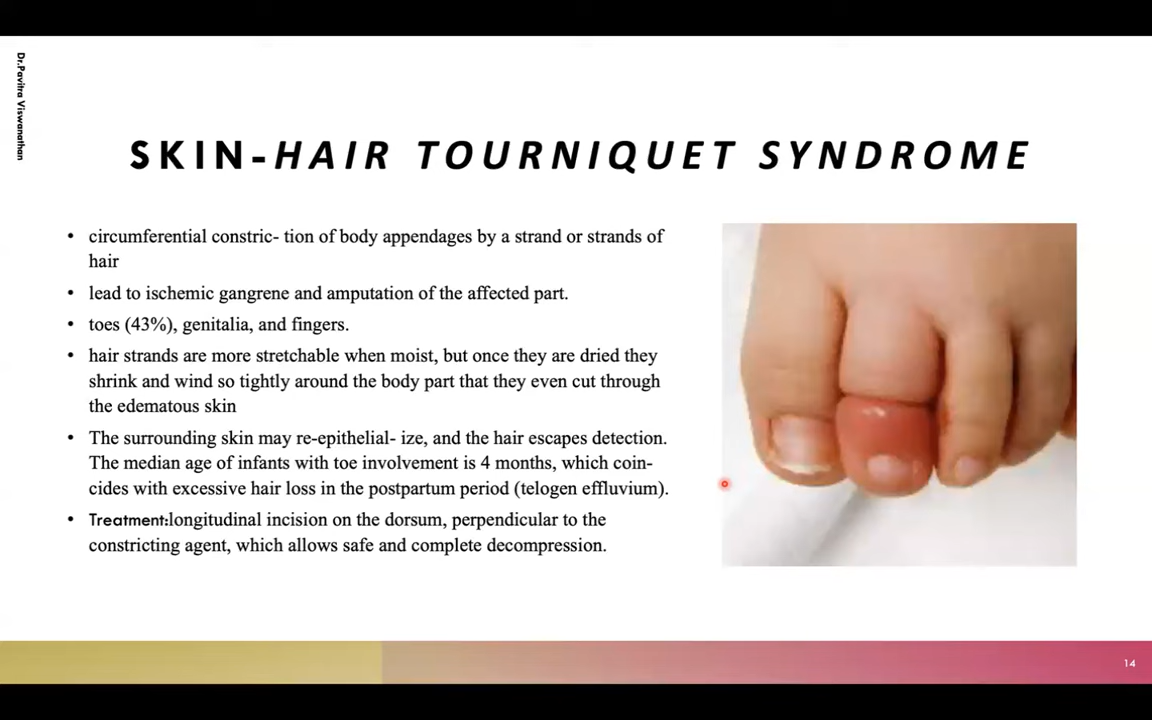 Dr.Pavitra Viswanathan
SKIN-HAIR TOURNIQUET SYNDROME
• circumferential constric- tion of body appendages by a strand or strands of
hair
• lead to ischemic gangrene and amputation of the affected part.
• toes (43%), genitalia, and fingers.
• hair strands are more stretchable when moist, but once they are dried they
shrink and wind so tightly around the body part that they even cut through
the edematous skin
• The surrounding skin may re-epithelial- ize, and the hair escapes detection.
The median age of infants with toe involvement is 4 months, which coin-
cides with excessive hair loss in the postpartum period (telogen effluvium).
• Treatment:longitudinal incision on the dorsum, perpendicular to the
constricting agent, which allows safe and complete decompression.
14